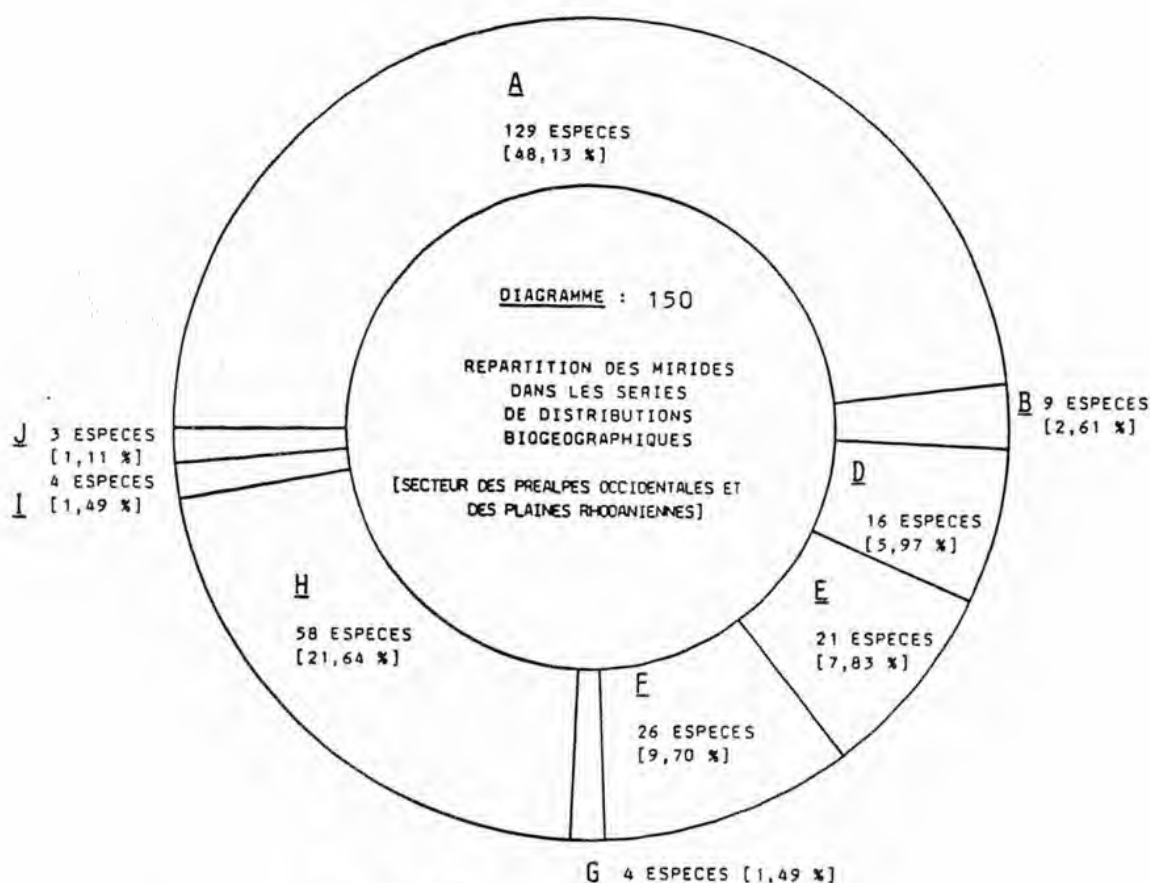 A
129 ESPECES
[48,13 %]
DIAGRAMME : 150
REPARTITION DES MIRIDES
DANS LES SERIES
DE DISTRIBUTIONS
BIOGEOGRAPHIQUES
[SECTEUR DES PREALPES OCCIDENTALES ET
DES PLAINES RHODANIENNES]
B 9 ESPECES
[2,61 %]
D
16 ESPECES
[5,97 %]
E
21 ESPECES
[7,83 %]
F
26 ESPECES
[9,70 %]
G 4 ESPECES [1,49 %]
H
58 ESPECES
[21,64 %]
I 4 ESPECES
[1,49 %]
J 3 ESPECES
[1,11 %]